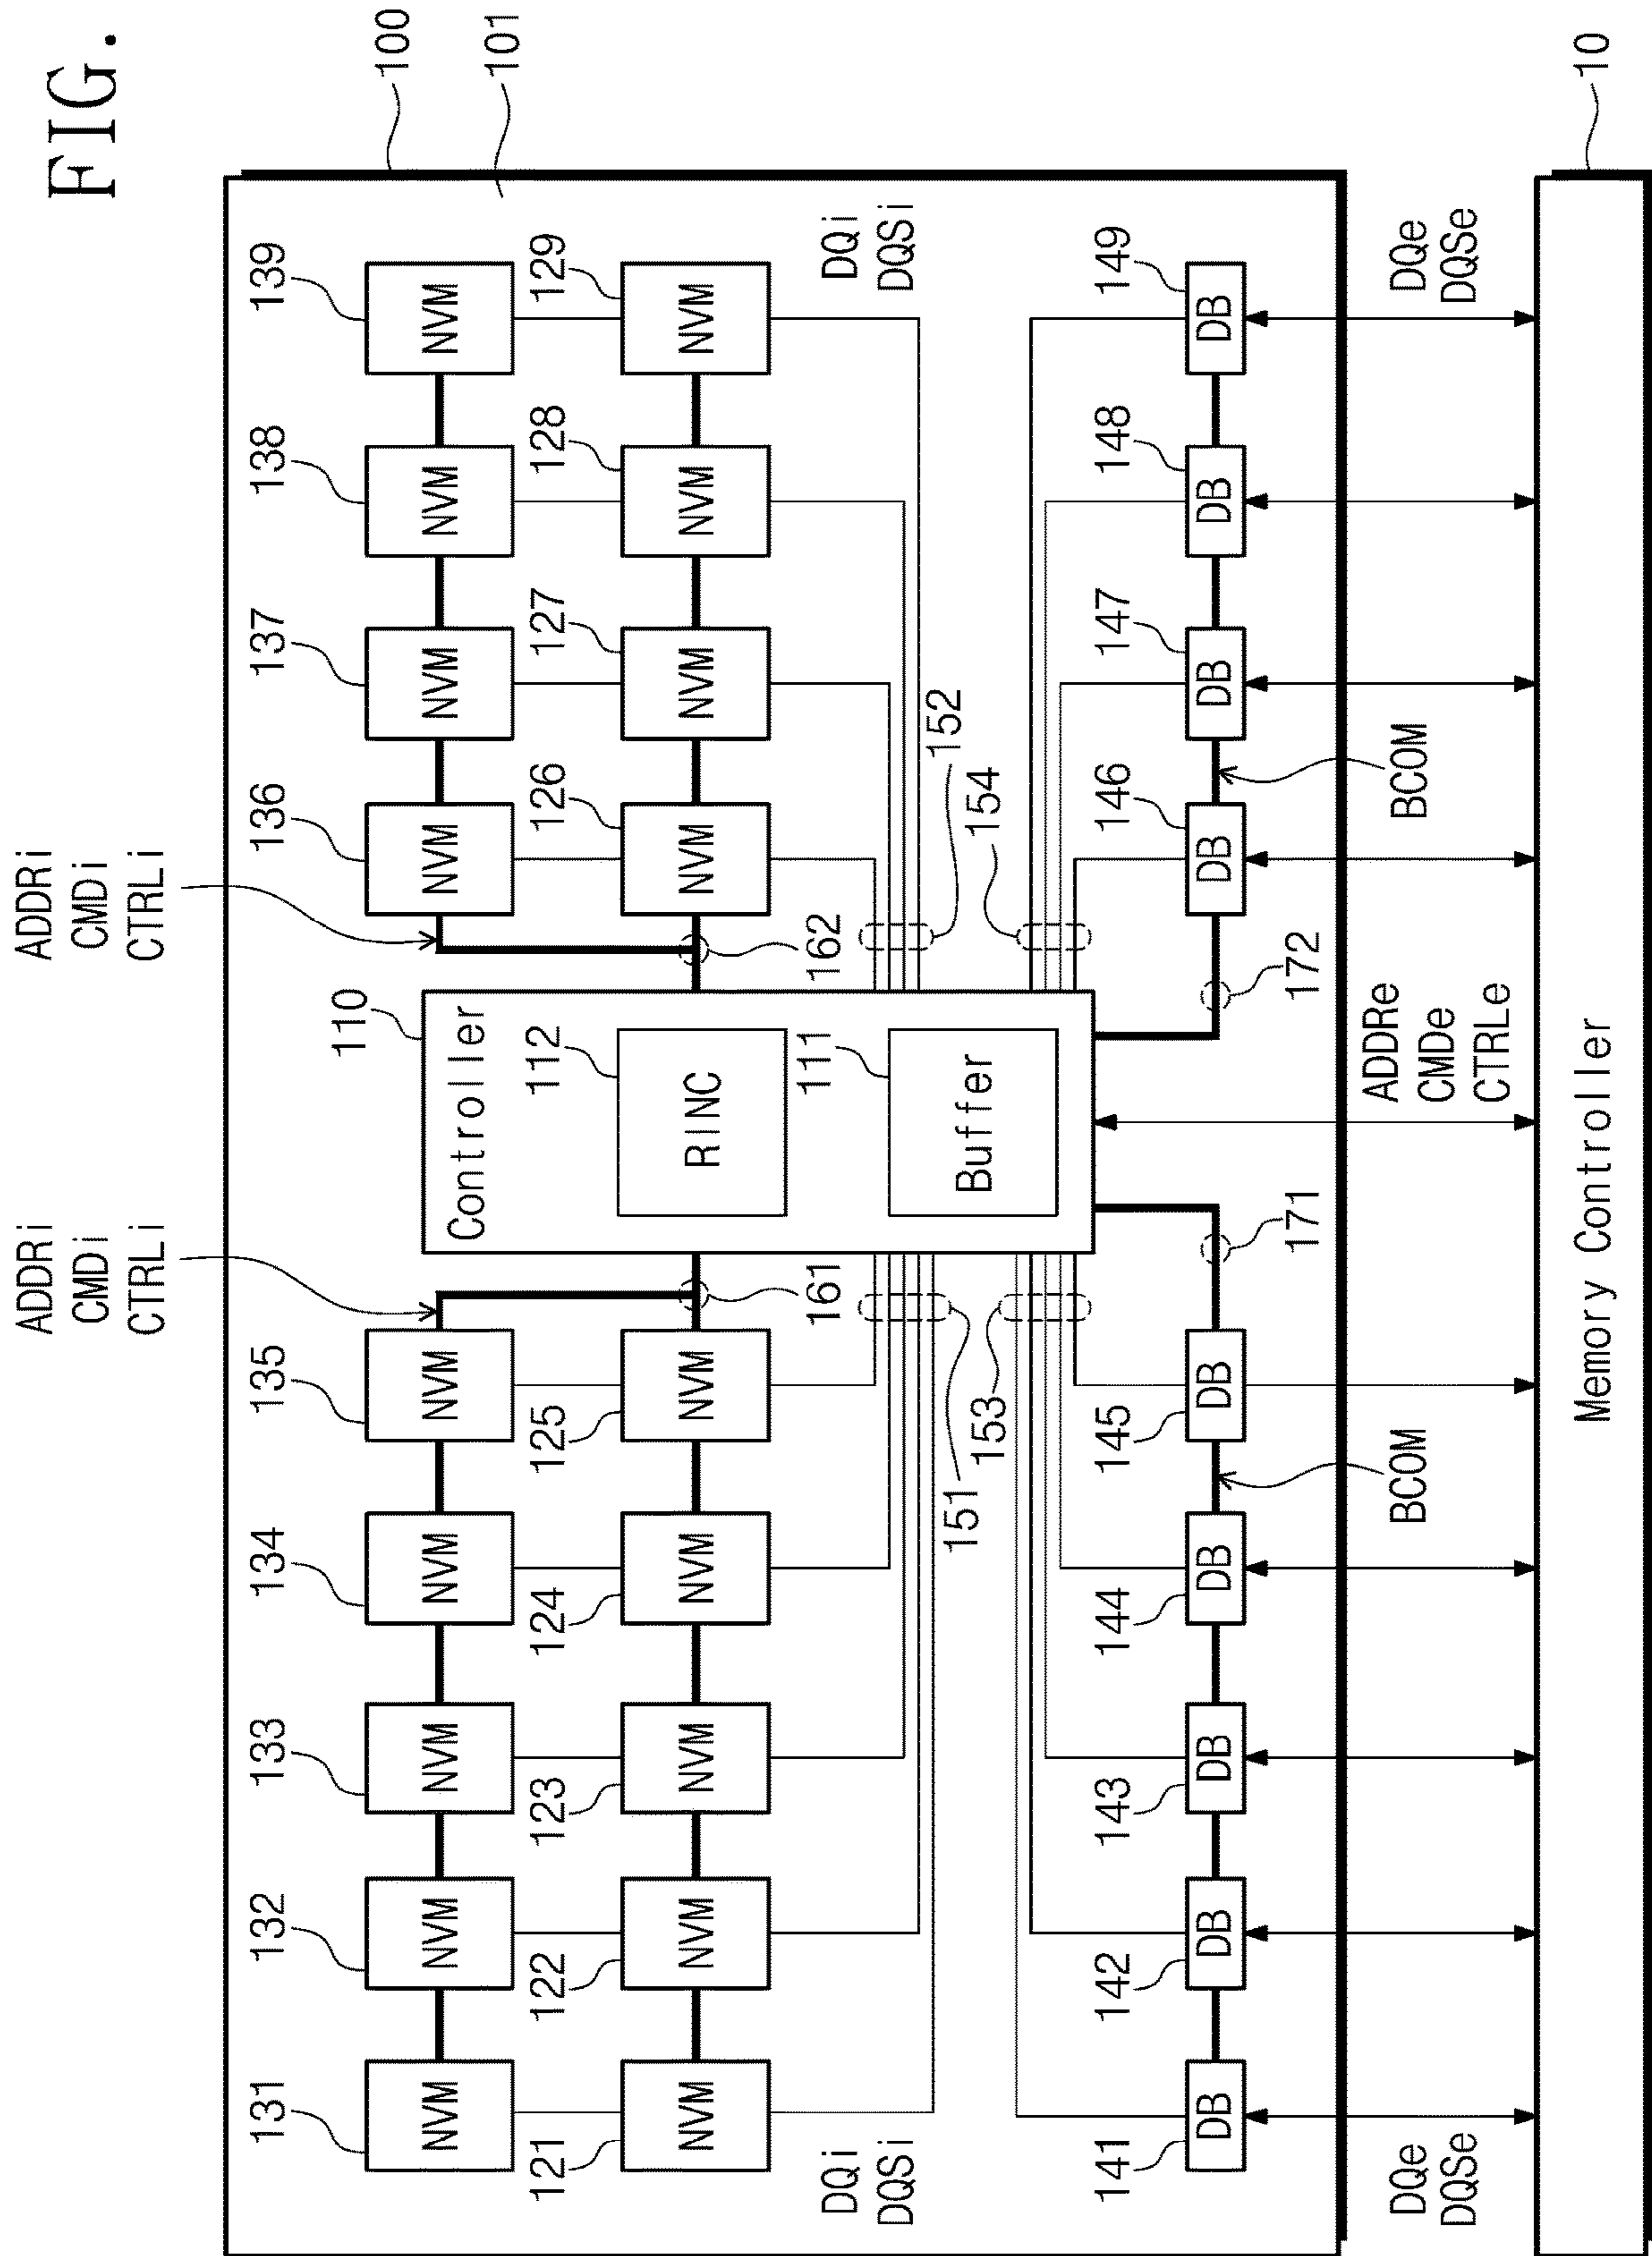 FIG.
100
101
ADDRi
CMDi
CTRLi
ADDRi
CMDi
CTRLi
131
132
133
134
135
136
137
138
139
NVM
NVM
NVM
NVM
NVM
NVM
NVM
NVM
NVM
110
Controller
121
122
123
124
125
112
126
127
128
129
NVM
NVM
NVM
NVM
NVM
RINC
NVM
NVM
NVM
NVM
161
162
DQi
DQSi
111
DQi
DQSi
151
152
153
154
Buffer
141
142
143
144
145
146
147
148
149
DB
DB
DB
DB
DB
DB
DB
DB
DB
171
172
DQe
DQSe
BCOM
ADDRe
CMDe
CTRLe
BCOM
DQe
DQSe
Memory Controller
10